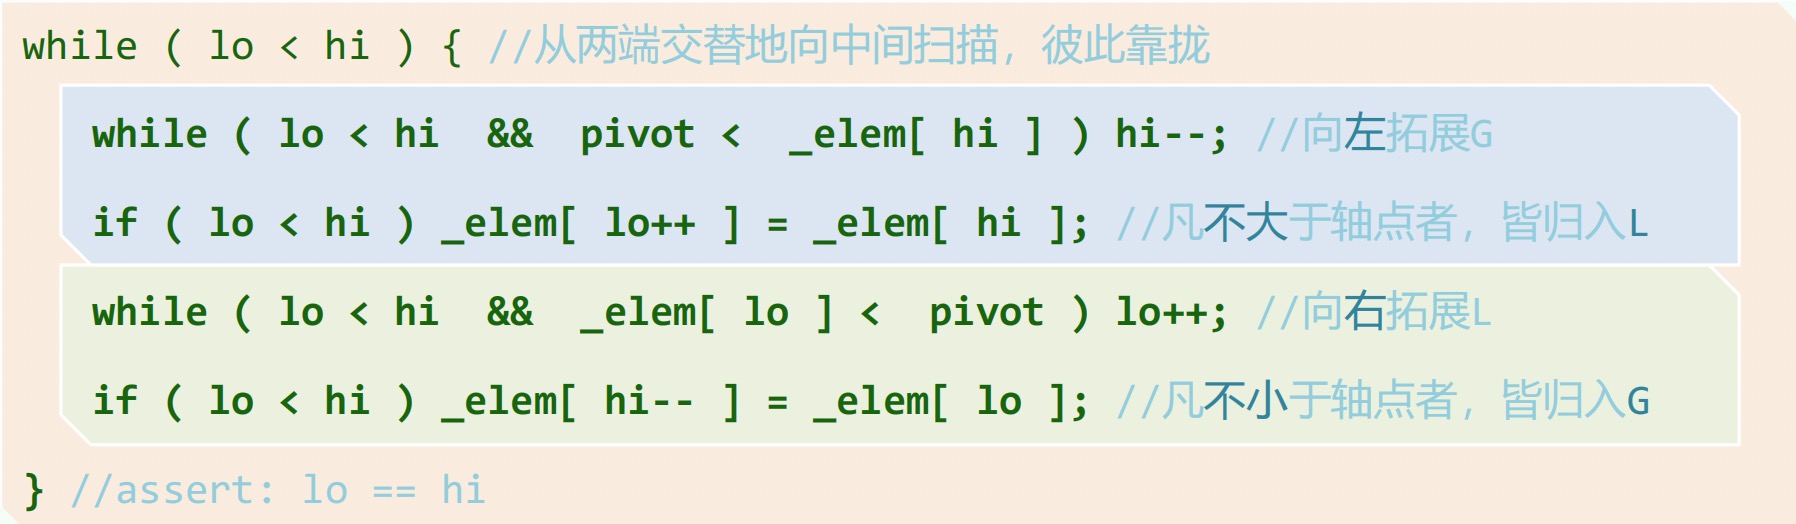 while ( lo < hi ) { //从两端交替地向中间扫描，彼此靠拢
while ( lo < hi && pivot < _elem[ hi ] ) hi--; //向左拓展G
if ( lo < hi ) _elem[ lo++ ] = _elem[ hi ]; //凡不大于轴点者，皆归入L
while ( lo < hi && _elem[ lo ] < pivot ) lo++; //向右拓展L
if ( lo < hi ) _elem[ hi-- ] = _elem[ lo ]; //凡不小于轴点者，皆归入G
} //assert: lo == hi